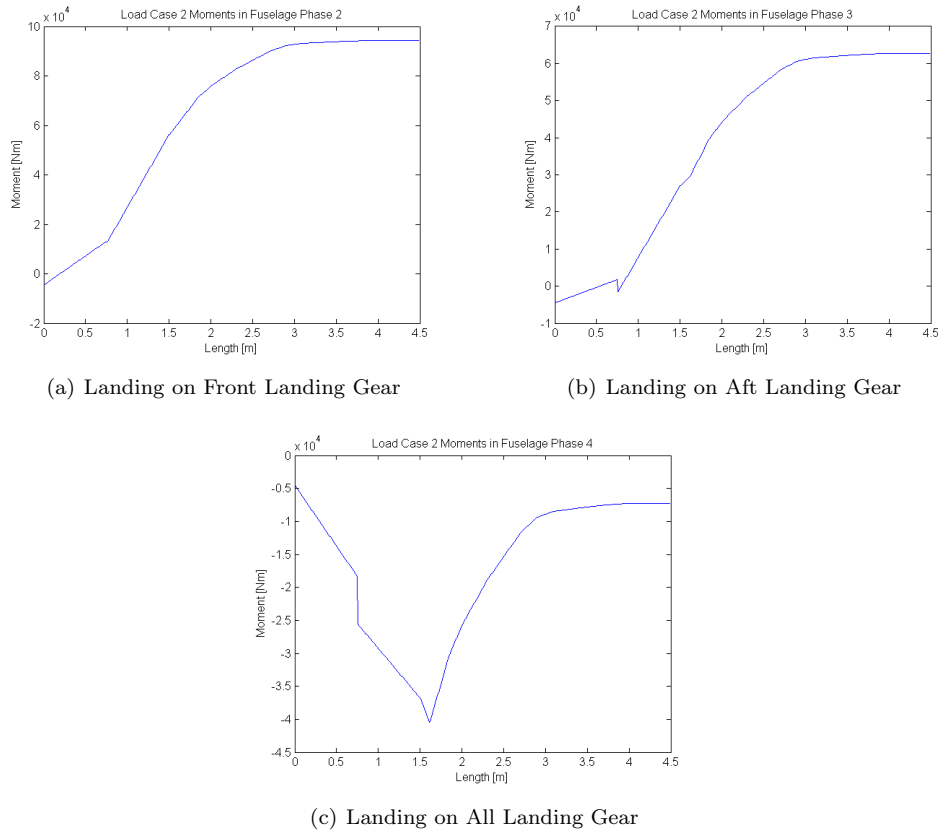 x 10⁴
Load Case 2 Moments in Fuselage Phase 2
10
8
6
4
2
0
-2
Moment [Nm]
0 0.5 1 1.5 2 2.5 3 3.5 4 4.5
Length [m]
(a) Landing on Front Landing Gear
x 10⁴
Load Case 2 Moments in Fuselage Phase 3
7
6
5
4
3
2
1
0
-1
Moment [Nm]
0 0.5 1 1.5 2 2.5 3 3.5 4 4.5
Length [m]
(b) Landing on Aft Landing Gear
x 10⁴
Load Case 2 Moments in Fuselage Phase 4
0
-0.5
-1
-1.5
-2
-2.5
-3
-3.5
-4
-4.5
Moment [Nm]
0 0.5 1 1.5 2 2.5 3 3.5 4 4.5
Length [m]
(c) Landing on All Landing Gear